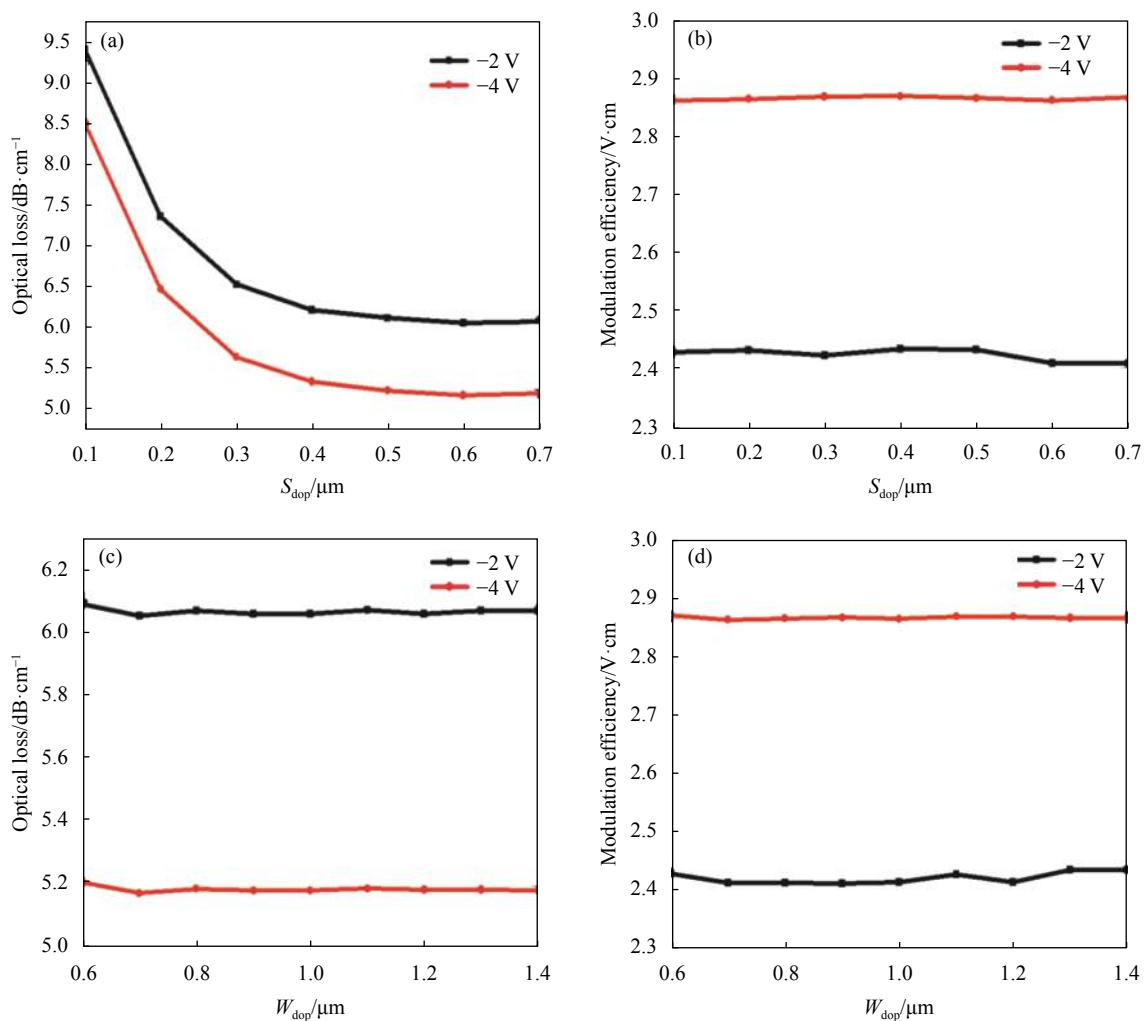 (a)
−2 V
−4 V
Optical loss/dB·cm⁻¹
9.5
9.0
8.5
8.0
7.5
7.0
6.5
6.0
5.5
5.0
0.1 0.2 0.3 0.4 0.5 0.6 0.7
S_dop/μm
(b)
−2 V
−4 V
Modulation efficiency/V·cm
3.0
2.9
2.8
2.7
2.6
2.5
2.4
2.3
0.1 0.2 0.3 0.4 0.5 0.6 0.7
S_dop/μm
(c)
−2 V
−4 V
Optical loss/dB·cm⁻¹
6.2
6.0
5.8
5.6
5.4
5.2
5.0
0.6 0.8 1.0 1.2 1.4
W_dop/μm
(d)
−2 V
−4 V
Modulation efficiency/V·cm
3.0
2.9
2.8
2.7
2.6
2.5
2.4
2.3
0.6 0.8 1.0 1.2 1.4
W_dop/μm